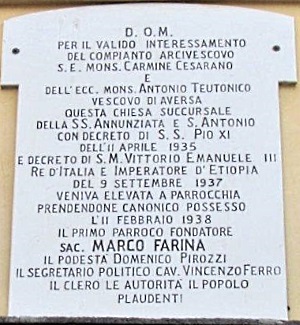 D. O. M.
PER IL VALIDO INTERESSAMENTO
DEL COMPIANTO ARCIVESCOVO
S. E. MONS. CARMINE CESARANO
E
DELL'ECC. MONS. ANTONIO TEUTONICO
VESCOVO DI AVERSA
QUESTA CHIESA SUCCURSALE
DELLA SS. ANNUNZIATA E S. ANTONIO
CON DECRETO DI S. S. PIO XI
DELL'11 APRILE 1935
E DECRETO DI S. M. VITTORIO EMANUELE III
RE D'ITALIA E IMPERATORE D'ETIOPIA
DEL 9 SETTEMBRE 1937
VENIVA ELEVATA A PARROCCHIA
PRENDENDONE CANONICO POSSESSO
L'11 FEBBRAIO 1938
IL PRIMO PARROCO FONDATORE
SAC. MARCO FARINA
IL PODESTÀ DOMENICO PIROZZI
IL SEGRETARIO POLITICO CAV. VINCENZO FERRO
IL CLERO LE AUTORITÀ IL POPOLO
PLAUDENTI